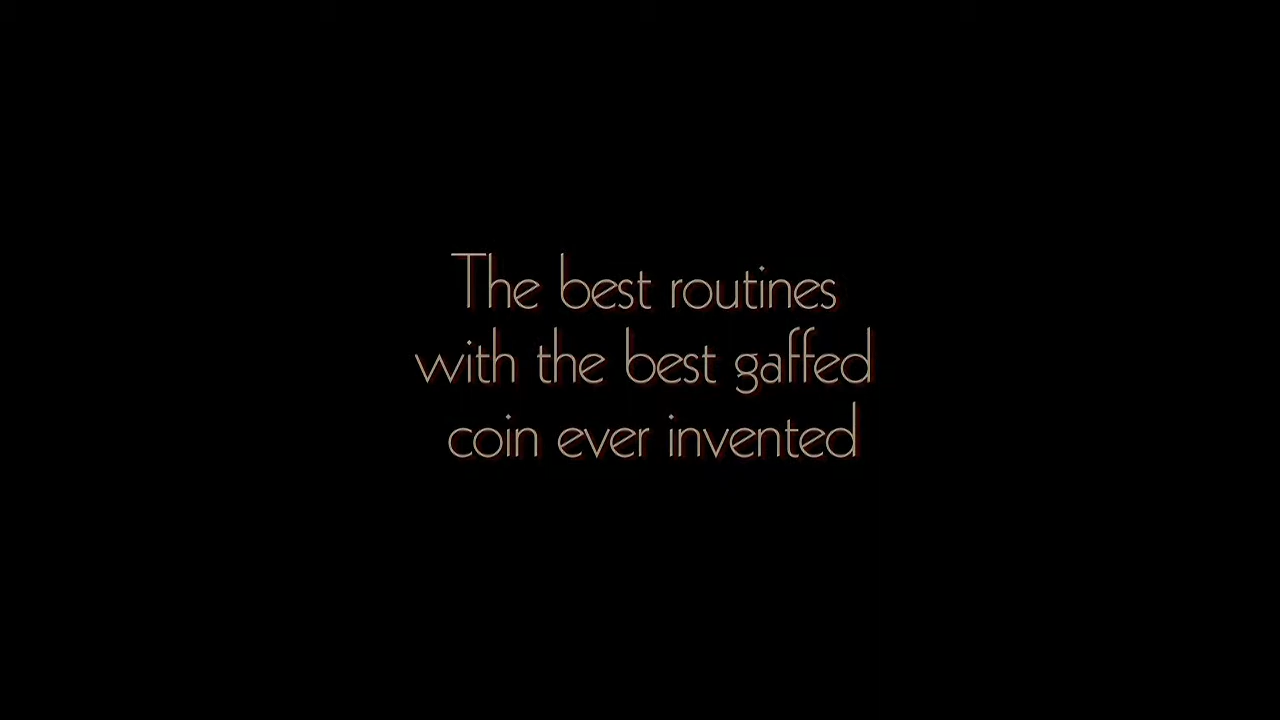 The best routines
with the best gaffed
coin ever invented